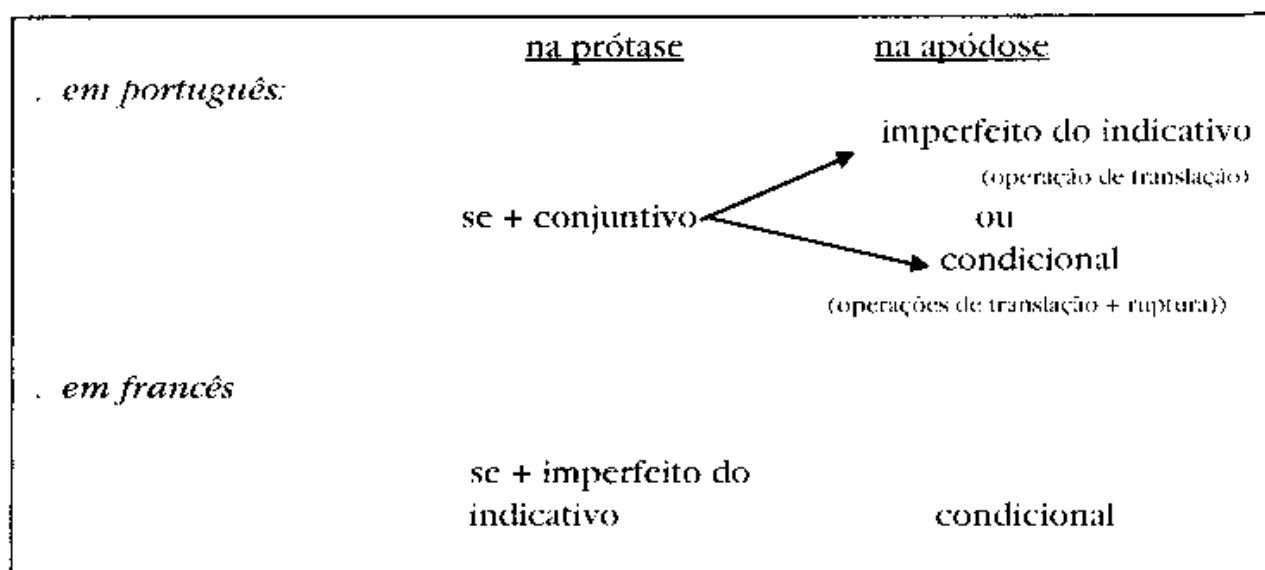 na prótase na apódose
. em português:
imperfeito do indicativo
(operação de translação)
se + conjuntivo ou
condicional
(operações de translação + ruptura))
. em francês
se + imperfeito do
indicativo condicional